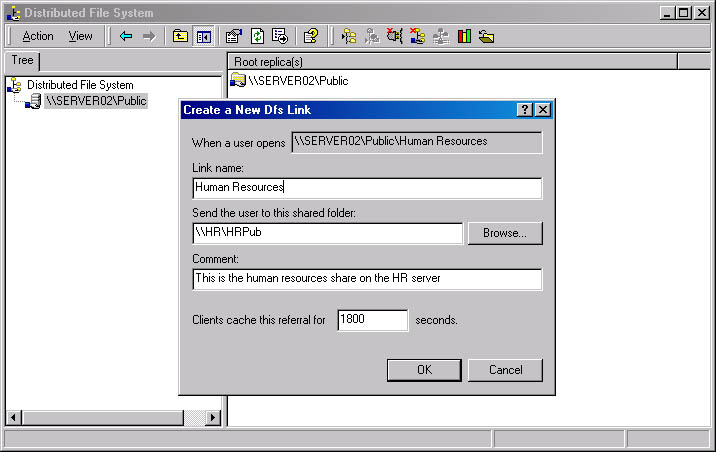 Distributed File System
Action View
Tree
Root replica(s)
Distributed File System
\\SERVER02\Public
\\SERVER02\Public
Create a New Dfs Link
When a user opens \\SERVER02\Public\Human Resources
Link name:
Human Resources
Send the user to this shared folder:
\\HR\HRPub
Browse...
Comment:
This is the human resources share on the HR server
Clients cache this referral for 1800 seconds.
OK Cancel